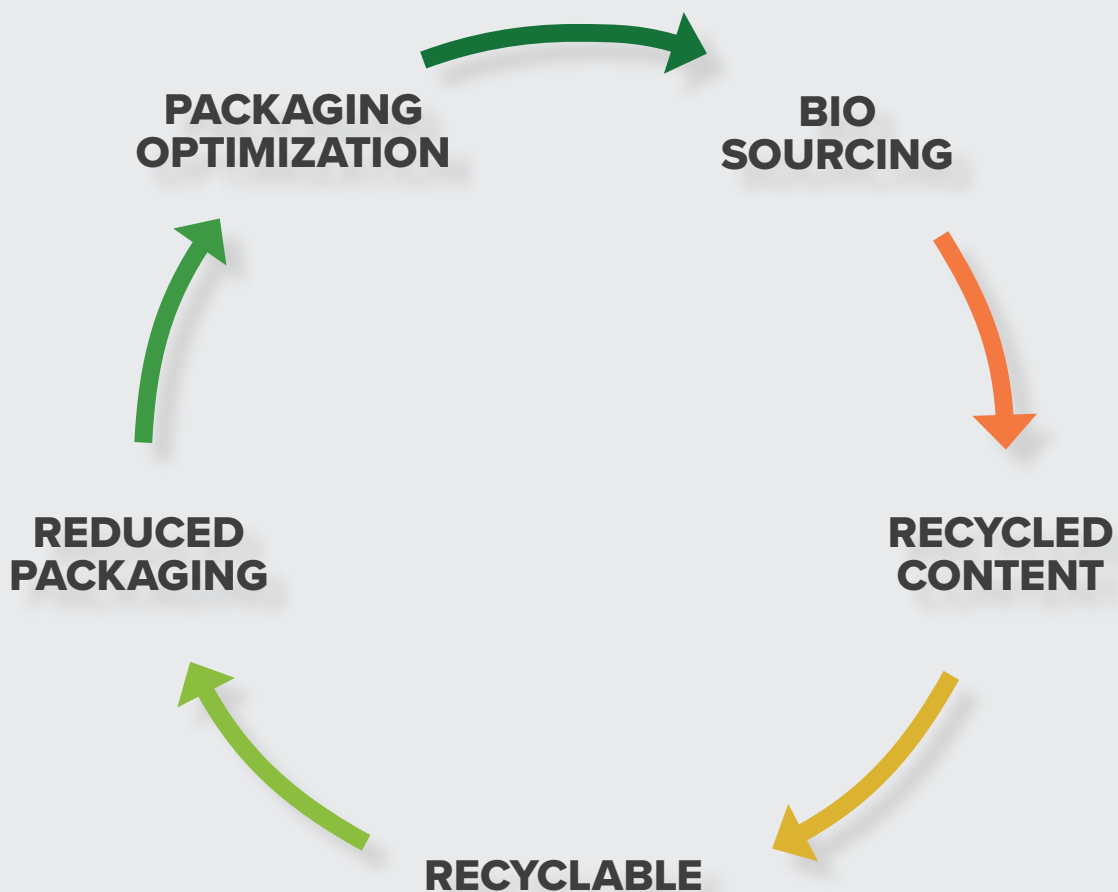 PACKAGING
OPTIMIZATION
BIO
SOURCING
RECYCLED
CONTENT
RECYCLABLE
REDUCED
PACKAGING